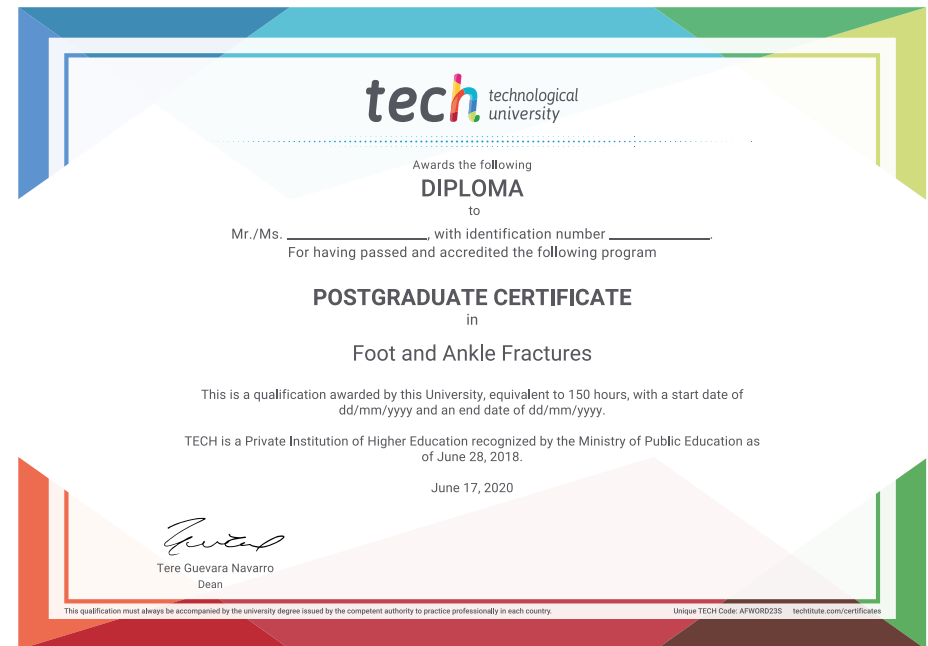 tech technological
university
Awards the following
DIPLOMA
to
Mr./Ms. ____________________, with identification number ______________.
For having passed and accredited the following program
POSTGRADUATE CERTIFICATE
in
Foot and Ankle Fractures
This is a qualification awarded by this University, equivalent to 150 hours, with a start date of
dd/mm/yyyy and an end date of dd/mm/yyyy.
TECH is a Private Institution of Higher Education recognized by the Ministry of Public Education as
of June 28, 2018.
June 17, 2020
Tere Guevara Navarro
Dean
This qualification must always be accompanied by the university degree issued by the competent authority to practice professionally in each country.
Unique TECH Code: AFWORD23S techtitute.com/certificates